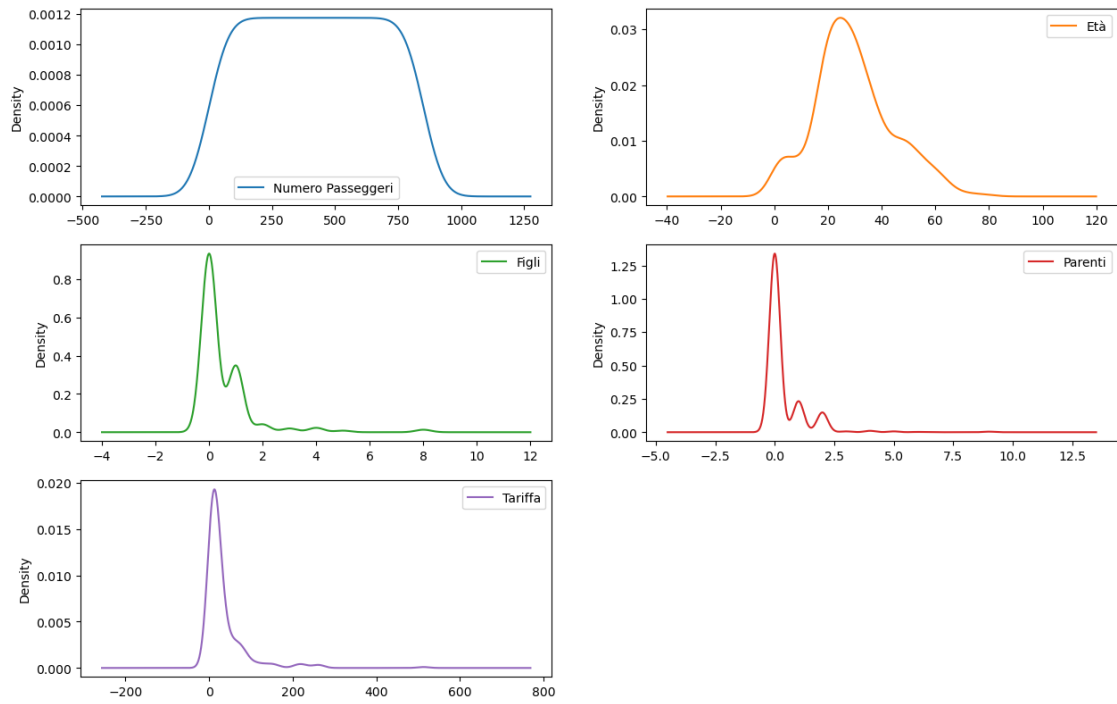 0.0012
0.0010
0.0008
0.0006
0.0004
0.0002
0.0000
Density
Numero Passeggeri
−500 −250 0 250 500 750 1000 1250
0.03
0.02
0.01
0.00
Density
Età
−40 −20 0 20 40 60 80 100 120
0.8
0.6
0.4
0.2
0.0
Density
Figli
−4 −2 0 2 4 6 8 10 12
1.25
1.00
0.75
0.50
0.25
0.00
Density
Parenti
−5.0 −2.5 0.0 2.5 5.0 7.5 10.0 12.5
0.020
0.015
0.010
0.005
0.000
Density
Tariffa
−200 0 200 400 600 800